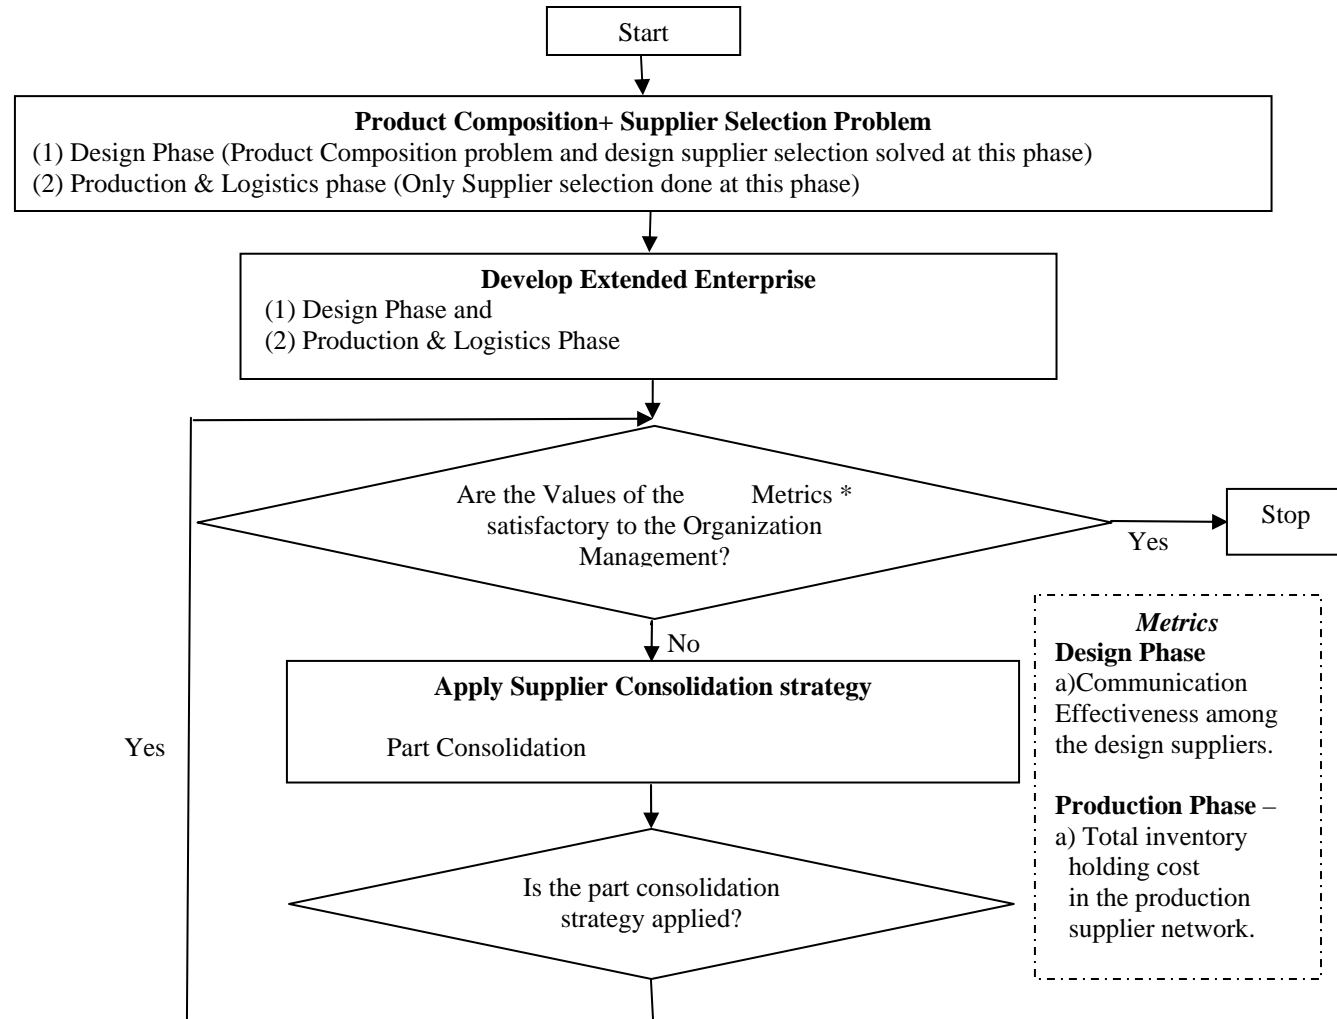 Start
Product Composition+ Supplier Selection Problem
(1) Design Phase (Product Composition problem and design supplier selection solved at this phase)
(2) Production & Logistics phase (Only Supplier selection done at this phase)
Develop Extended Enterprise
(1) Design Phase and
(2) Production & Logistics Phase
Are the Values of the Metrics *
satisfactory to the Organization
Management?
Yes
Stop
No
Apply Supplier Consolidation strategy
Part Consolidation
Yes
Is the part consolidation
strategy applied?
Metrics
Design Phase
a)Communication
Effectiveness among
the design suppliers.
Production Phase –
a) Total inventory
holding cost
in the production
supplier network.